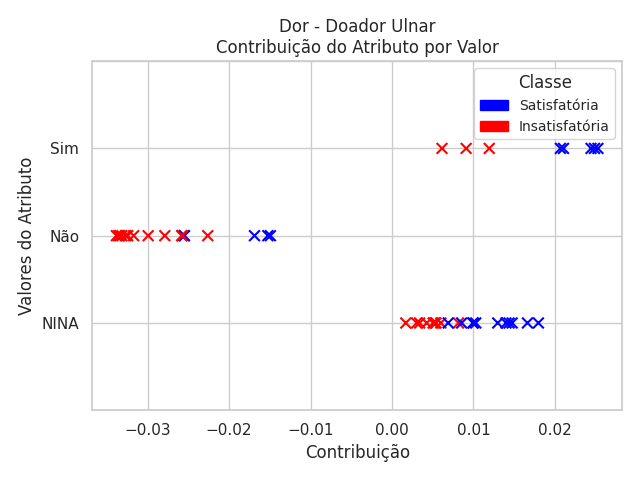 Dor - Doador Ulnar
Contribuição do Atributo por Valor
Classe
Satisfatória
Insatisfatória
Valores do Atributo
Sim
Não
NINA
−0.03
−0.02
−0.01
0.00
0.01
0.02
Contribuição